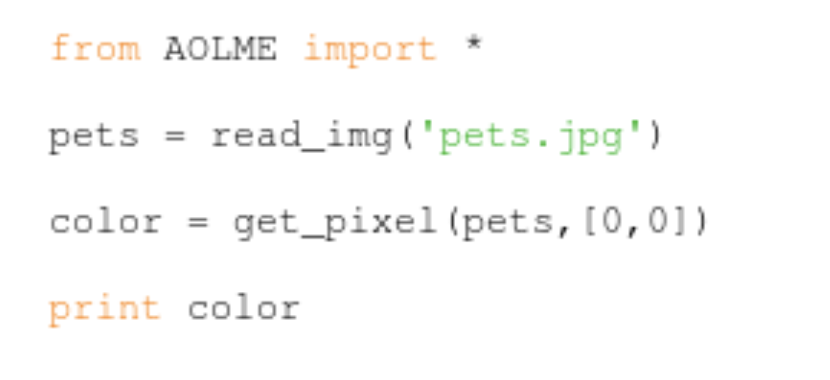 from AOLME import *
pets = read_img('pets.jpg')
color = get_pixel(pets,[0,0])
print color